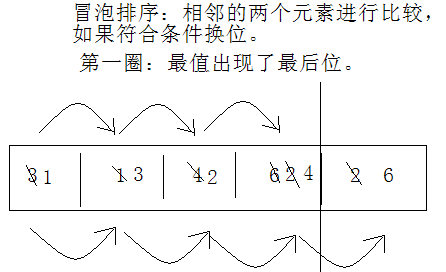 冒泡排序：相邻的两个元素进行比较，
如果符合条件换位。
第一圈：最值出现了最后位。
3 1 1 3 4 2 6 2 4 2 6